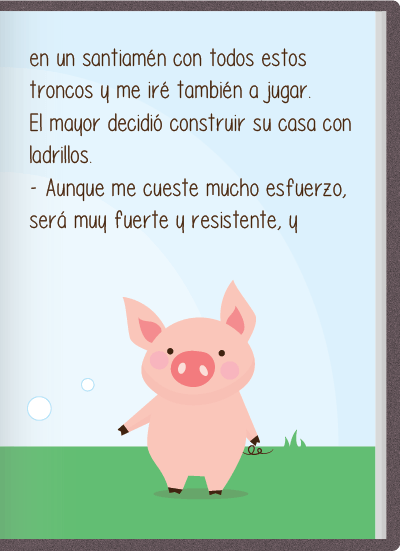 en un santiamén con todos estos
troncos y me iré también a jugar.
El mayor decidió construir su casa con
ladrillos.
- Aunque me cueste mucho esfuerzo,
será muy fuerte y resistente, y